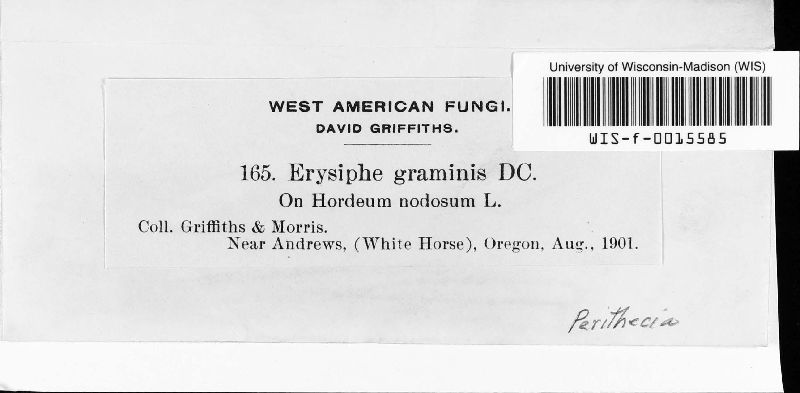 University of Wisconsin-Madison (WIS)
WIS-f-0015585
WEST AMERICAN FUNGI.
DAVID GRIFFITHS.
165. Erysiphe graminis DC.
On Hordeum nodosum L.
Coll. Griffiths & Morris.
Near Andrews, (White Horse), Oregon, Aug., 1901.
Perithecia